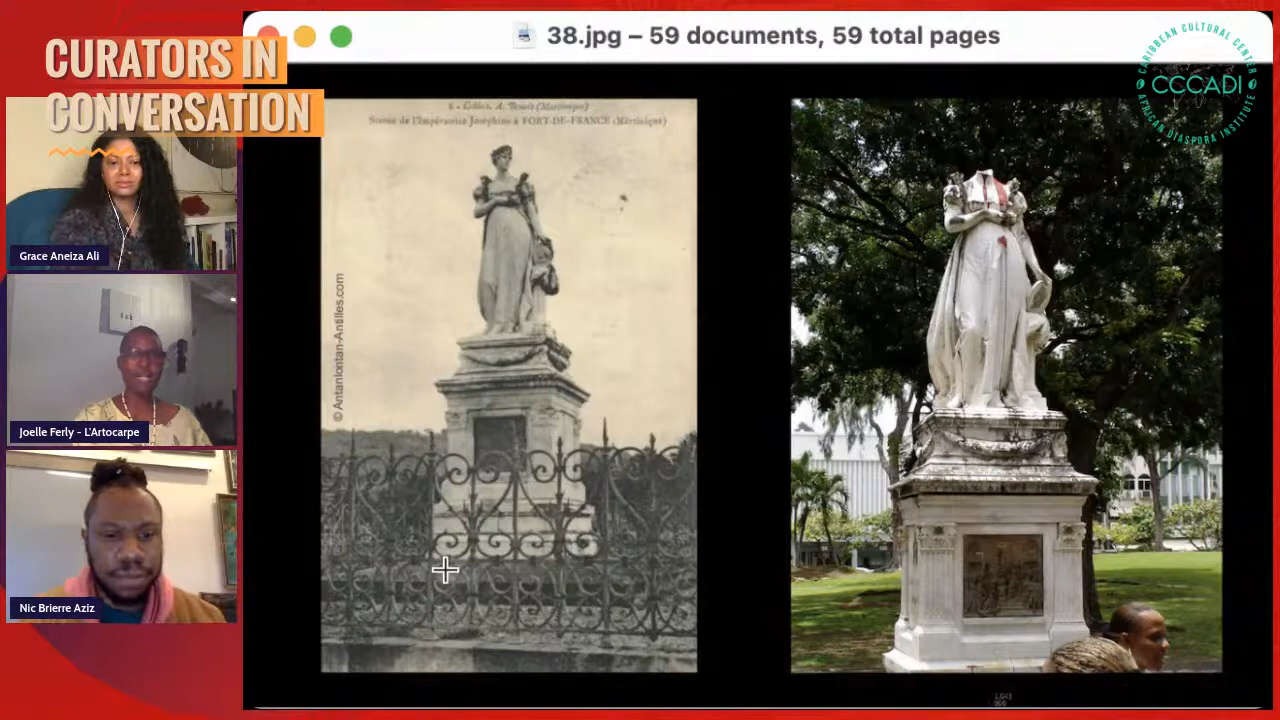 38.jpg – 59 documents, 59 total pages
CURATORS IN
CONVERSATION
CARIBBEAN CULTURAL CENTER
CCCADI
AFRICAN DIASPORA INSTITUTE
Grace Aneiza Ali
Joelle Ferly - L'Artocarpe
Nic Brierre Aziz
(Martinique)
Statue de l'Impératrice Joséphine à FORT-DE-FRANCE (Martinique)
© Antanlontan-Antilles.com